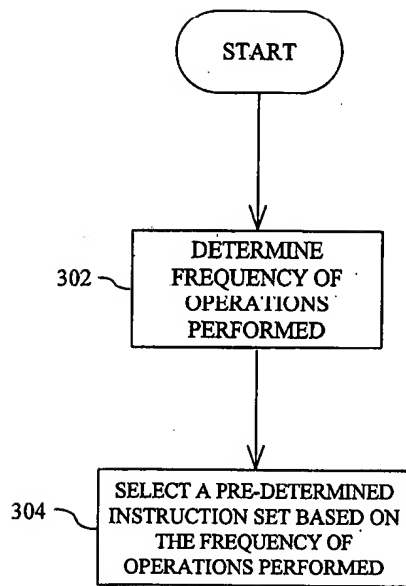 START
302
DETERMINE
FREQUENCY OF
OPERATIONS
PERFORMED
304
SELECT A PRE-DETERMINED
INSTRUCTION SET BASED ON
THE FREQUENCY OF
OPERATIONS PERFORMED